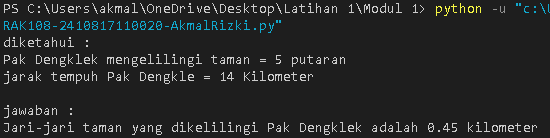 PS C:\Users\akmal\OneDrive\Desktop\Latihan 1\Modul 1> python -u "c:\U
RAK108-2410817110020-AkmalRizki.py"
diketahui :
Pak Dengklek mengelilingi taman = 5 putaran
jarak tempuh Pak Dengkle = 14 Kilometer
jawaban :
Jari-jari taman yang dikelilingi Pak Dengklek adalah 0.45 kilometer